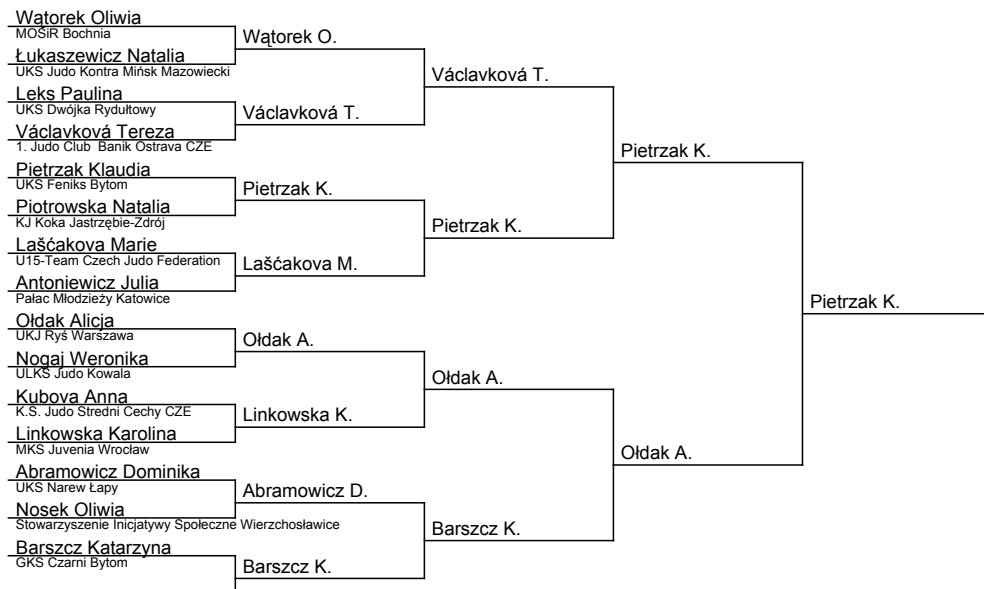 Wątorek Oliwia
MOSiR Bochnia
Łukaszewicz Natalia
UKS Judo Kontra Mińsk Mazowiecki
Leks Paulina
UKS Dwójka Rydułtowy
Václavková Tereza
1. Judo Club Banik Ostrava CZE
Pietrzak Klaudia
UKS Feniks Bytom
Piotrowska Natalia
KJ Koka Jastrzębie-Zdrój
Lašćakova Marie
U15-Team Czech Judo Federation
Antoniewicz Julia
Pałac Młodzieży Katowice
Ołdak Alicja
UKJ Ryś Warszawa
Nogaj Weronika
ULKS Judo Kowala
Kubova Anna
K.S. Judo Stredni Cechy CZE
Linkowska Karolina
MKS Juvenia Wrocław
Abramowicz Dominika
UKS Narew Łapy
Nosek Oliwia
Stowarzyszenie Inicjatywy Społeczne Wierzchosławice
Barszcz Katarzyna
GKS Czarni Bytom
Wątorek O.
Václavková T.
Pietrzak K.
Lašćakova M.
Ołdak A.
Linkowska K.
Abramowicz D.
Barszcz K.
Václavková T.
Pietrzak K.
Ołdak A.
Barszcz K.
Pietrzak K.
Ołdak A.
Pietrzak K.